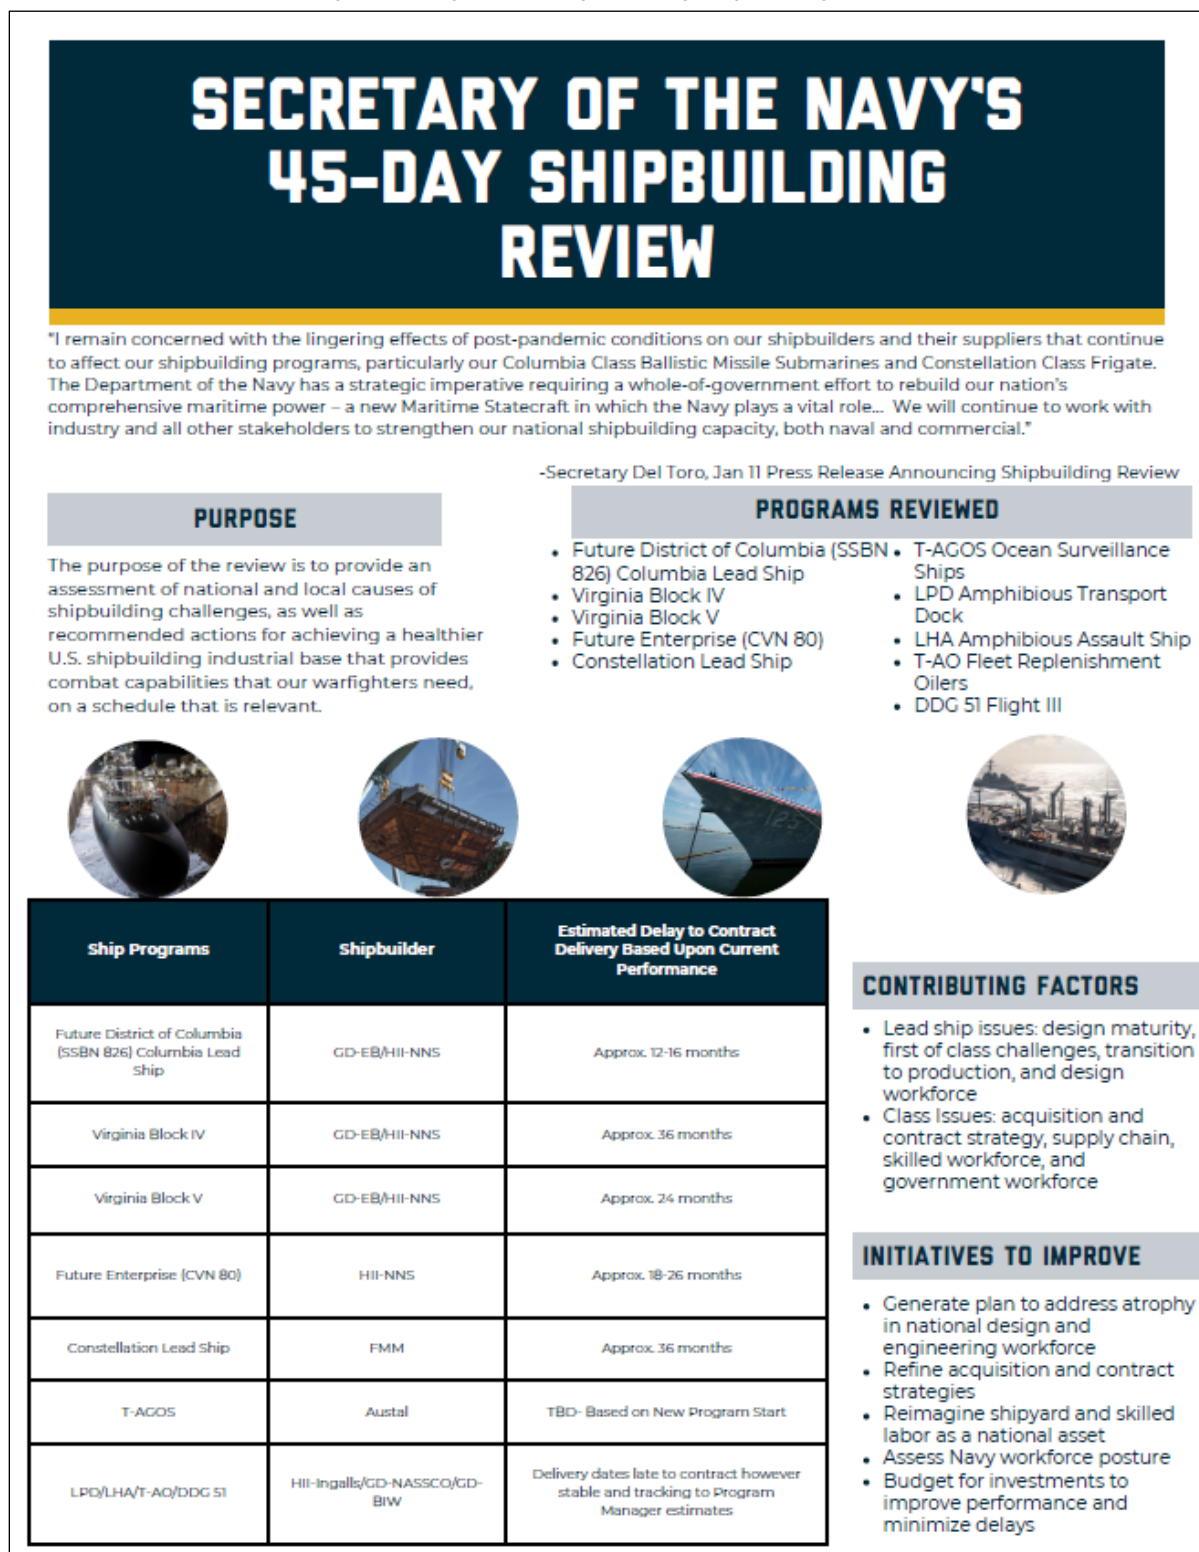 SECRETARY OF THE NAVY'S
45-DAY SHIPBUILDING
REVIEW
"I remain concerned with the lingering effects of post-pandemic conditions on our shipbuilders and their suppliers that continue
to affect our shipbuilding programs, particularly our Columbia Class Ballistic Missile Submarines and Constellation Class Frigate.
The Department of the Navy has a strategic imperative requiring a whole-of-government effort to rebuild our nation's
comprehensive maritime power – a new Maritime Statecraft in which the Navy plays a vital role... We will continue to work with
industry and all other stakeholders to strengthen our national shipbuilding capacity, both naval and commercial."
-Secretary Del Toro, Jan 11 Press Release Announcing Shipbuilding Review
PURPOSE
The purpose of the review is to provide an
assessment of national and local causes of
shipbuilding challenges, as well as
recommended actions for achieving a healthier
U.S. shipbuilding industrial base that provides
combat capabilities that our warfighters need,
on a schedule that is relevant.
PROGRAMS REVIEWED
• Future District of Columbia (SSBN
826) Columbia Lead Ship
• Virginia Block IV
• Virginia Block V
• Future Enterprise (CVN 80)
• Constellation Lead Ship
• T-AGOS Ocean Surveillance
Ships
• LPD Amphibious Transport
Dock
• LHA Amphibious Assault Ship
• T-AO Fleet Replenishment
Oilers
• DDG 51 Flight III
125
Ship Programs
Shipbuilder
Estimated Delay to Contract
Delivery Based Upon Current
Performance
Future District of Columbia
(SSBN 826) Columbia Lead
Ship
GD-EB/HII-NNS
Approx. 12-16 months
Virginia Block IV
GD-EB/HII-NNS
Approx. 36 months
Virginia Block V
GD-EB/HII-NNS
Approx. 24 months
Future Enterprise (CVN 80)
HII-NNS
Approx. 18-26 months
Constellation Lead Ship
FMM
Approx. 36 months
T-AGOS
Austal
TBD- Based on New Program Start
LPD/LHA/T-AO/DDG 51
HII-Ingalls/GD-NASSCO/GD-
BIW
Delivery dates late to contract however
stable and tracking to Program
Manager estimates
CONTRIBUTING FACTORS
• Lead ship issues: design maturity,
first of class challenges, transition
to production, and design
workforce
• Class Issues: acquisition and
contract strategy, supply chain,
skilled workforce, and
government workforce
INITIATIVES TO IMPROVE
• Generate plan to address atrophy
in national design and
engineering workforce
• Refine acquisition and contract
strategies
• Reimagine shipyard and skilled
labor as a national asset
• Assess Navy workforce posture
• Budget for investments to
improve performance and
minimize delays